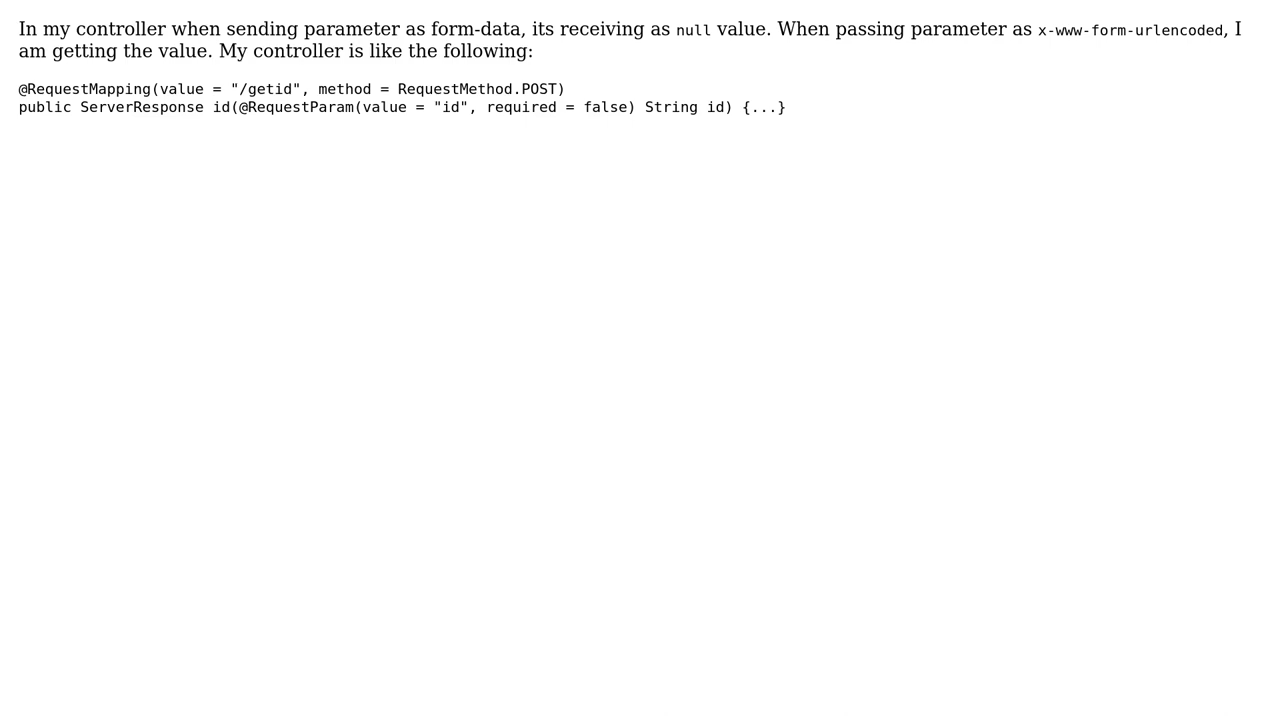 In my controller when sending parameter as form-data, its receiving as null value. When passing parameter as x-www-form-urlencoded, I
am getting the value. My controller is like the following:
@RequestMapping(value = "/getid", method = RequestMethod.POST)
public ServerResponse id(@RequestParam(value = "id", required = false) String id) {...}